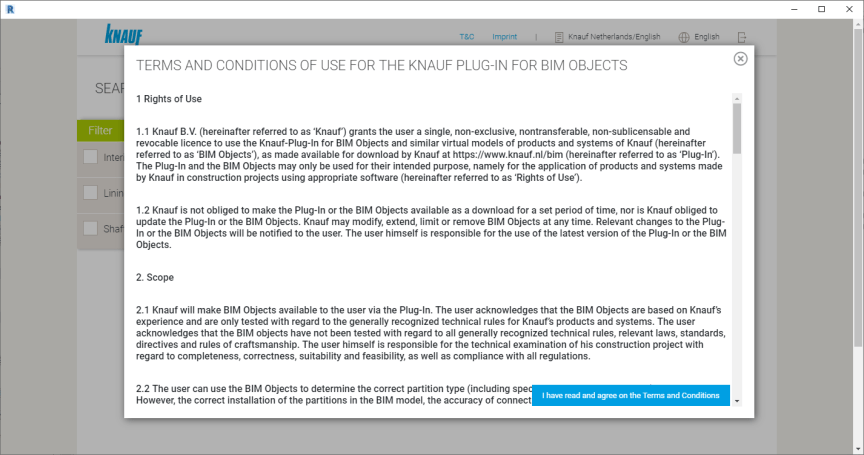 R
KNAUF
T&C Imprint | Knauf Netherlands/English English
TERMS AND CONDITIONS OF USE FOR THE KNAUF PLUG-IN FOR BIM OBJECTS
SEAR
Filter
Lining
1 Rights of Use
1.1 Knauf B.V. (hereinafter referred to as ‘Knauf’) grants the user a single, non-exclusive, nontransferable, non-sublicensable and
revocable licence to use the Knauf-Plug-In for BIM Objects and similar virtual models of products and systems of Knauf (hereinafter
referred to as ‘BIM Objects’), as made available for download by Knauf at https://www.knauf.nl/bim (hereinafter referred to as ‘Plug-In’).
The Plug-In and the BIM Objects may only be used for their intended purpose, namely for the application of products and systems made
by Knauf in construction projects using appropriate software (hereinafter referred to as ‘Rights of Use’).
1.2 Knauf is not obliged to make the Plug-In or the BIM Objects available as a download for a set period of time, nor is Knauf obliged to
update the Plug-In or the BIM Objects. Knauf may modify, extend, limit or remove BIM Objects at any time. Relevant changes to the Plug-
In or the BIM Objects will be notified to the user. The user himself is responsible for the use of the latest version of the Plug-In or the BIM
Objects.
2. Scope
2.1 Knauf will make BIM Objects available to the user via the Plug-In. The user acknowledges that the BIM Objects are based on Knauf’s
experience and are only tested with regard to the generally recognized technical rules for Knauf’s products and systems. The user
acknowledges that the BIM objects have not been tested with regard to all generally recognized technical rules, relevant laws, standards,
directives and rules of craftsmanship. The user himself is responsible for the technical examination of his construction project with
regard to completeness, correctness, suitability and feasibility, as well as compliance with all regulations.
2.2 The user can use the BIM Objects to determine the correct partition type (including spec
However, the correct installation of the partitions in the BIM model, the accuracy of connect
I have read and agree on the Terms and Conditions